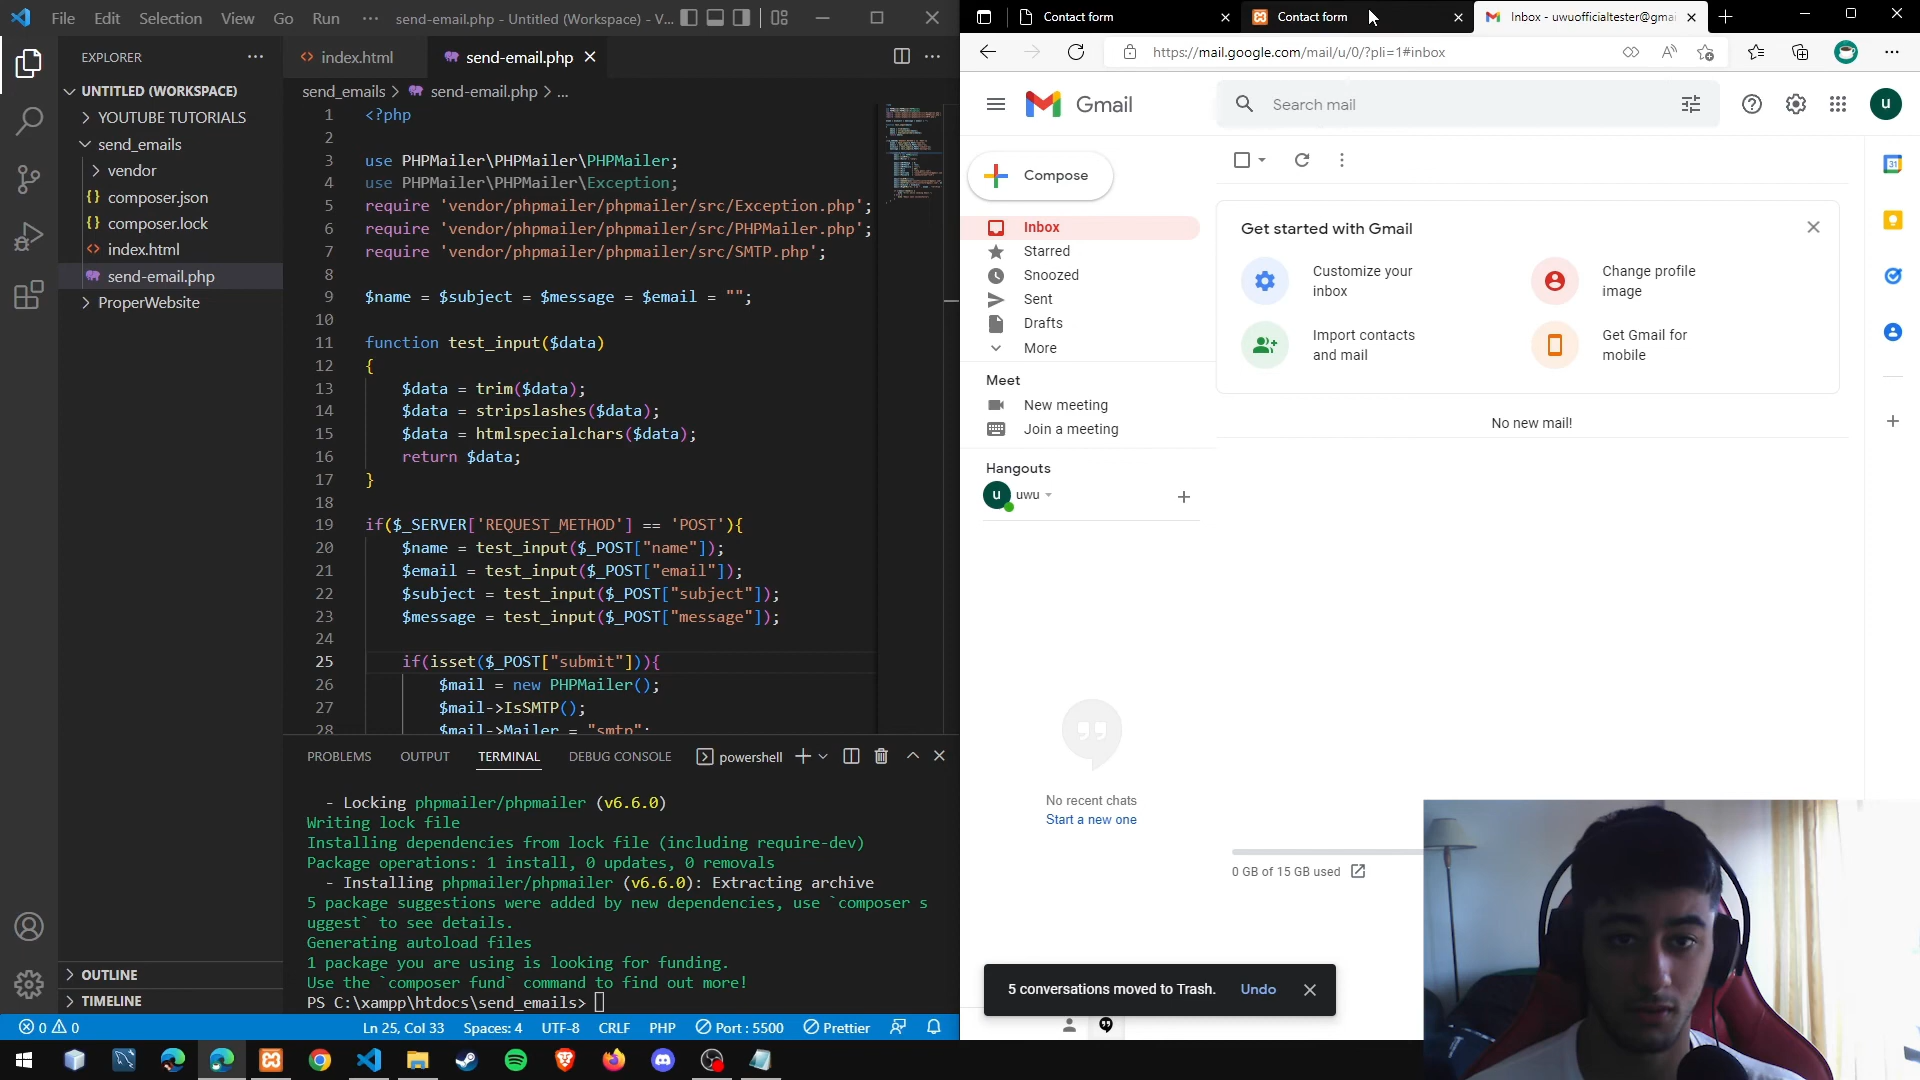 File Edit Selection View Go Run ··· send-email.php - Untitled (Workspace) - V...
EXPLORER
UNTITLED (WORKSPACE)
YOUTUBE TUTORIALS
send_emails
vendor
{} composer.json
{} composer.lock
<> index.html
send-email.php
ProperWebsite
OUTLINE
TIMELINE
<> index.html
send-email.php
send_emails > send-email.php > ...
1 <?php
2
3 use PHPMailer\PHPMailer\PHPMailer;
4 use PHPMailer\PHPMailer\Exception;
5 require 'vendor/phpmailer/phpmailer/src/Exception.php';
6 require 'vendor/phpmailer/phpmailer/src/PHPMailer.php';
7 require 'vendor/phpmailer/phpmailer/src/SMTP.php';
8
9 $name = $subject = $message = $email = "";
10
11 function test_input($data)
12 {
13 $data = trim($data);
14 $data = stripslashes($data);
15 $data = htmlspecialchars($data);
16 return $data;
17 }
18
19 if($_SERVER['REQUEST_METHOD'] == 'POST'){
20 $name = test_input($_POST["name"]);
21 $email = test_input($_POST["email"]);
22 $subject = test_input($_POST["subject"]);
23 $message = test_input($_POST["message"]);
24
25 if(isset($_POST["submit"])){
26 $mail = new PHPMailer();
27 $mail->IsSMTP();
28 $mail->Mailer = "smtp";
PROBLEMS OUTPUT TERMINAL DEBUG CONSOLE powershell
- Locking phpmailer/phpmailer (v6.6.0)
Writing lock file
Installing dependencies from lock file (including require-dev)
Package operations: 1 install, 0 updates, 0 removals
- Installing phpmailer/phpmailer (v6.6.0): Extracting archive
5 package suggestions were added by new dependencies, use `composer s
uggest` to see details.
Generating autoload files
1 package you are using is looking for funding.
Use the `composer fund` command to find out more!
PS C:\xampp\htdocs\send_emails>
0 0 Ln 25, Col 33 Spaces: 4 UTF-8 CRLF PHP Port : 5500 Prettier
Contact form
Contact form
Inbox - uwuofficialtester@gmai
https://mail.google.com/mail/u/0/?pli=1#inbox
Gmail
Search mail
u
Compose
Inbox
Starred
Snoozed
Sent
Drafts
More
Meet
New meeting
Join a meeting
Hangouts
u uwu
Get started with Gmail
Customize your
inbox
Change profile
image
Import contacts
and mail
Get Gmail for
mobile
No new mail!
31
No recent chats
Start a new one
0 GB of 15 GB used
5 conversations moved to Trash. Undo